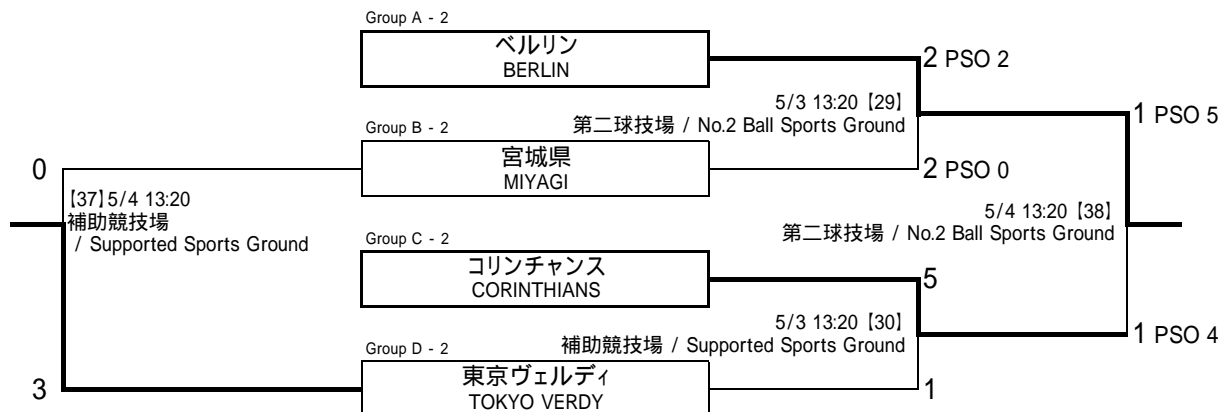 Group A - 2
ベルリン
BERLIN
2 PSO 2
5/3 13:20 【29】
第二球技場 / No.2 Ball Sports Ground
1 PSO 5
Group B - 2
宮城県
MIYAGI
0
2 PSO 0
【37】5/4 13:20
補助競技場
/ Supported Sports Ground
5/4 13:20 【38】
第二球技場 / No.2 Ball Sports Ground
Group C - 2
コリンチャンス
CORINTHIANS
5
5/3 13:20 【30】
補助競技場 / Supported Sports Ground
1 PSO 4
Group D - 2
東京ヴェルディ
TOKYO VERDY
3
1